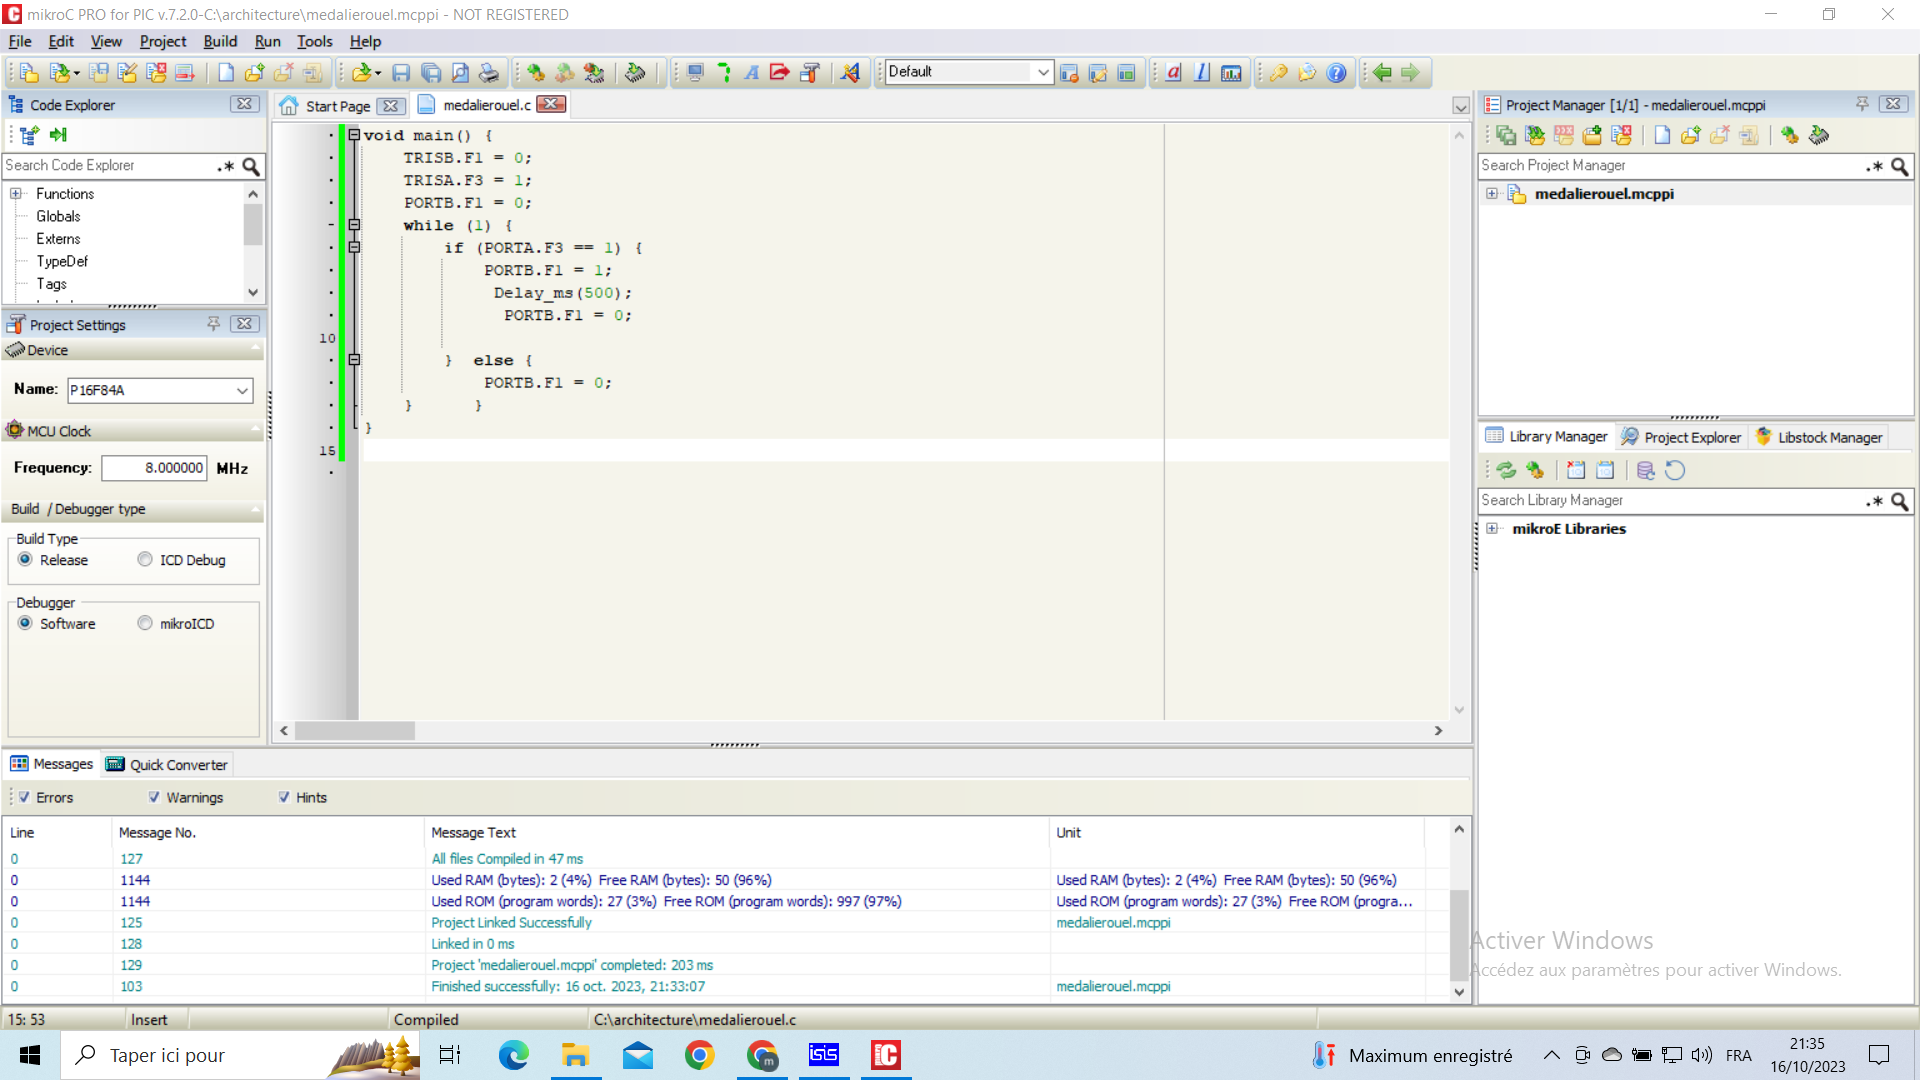 mikroC PRO for PIC v.7.2.0-C:\architecture\medalierouel.mcppi - NOT REGISTERED
File Edit View Project Build Run Tools Help
Default
Code Explorer
Search Code Explorer
Functions
Globals
Externs
TypeDef
Tags
Project Settings
Device
Name: P16F84A
MCU Clock
Frequency: 8.000000 MHz
Build / Debugger type
Build Type
Release ICD Debug
Debugger
Software mikroICD
Start Page medalierouel.c
void main() {
TRISB.F1 = 0;
TRISA.F3 = 1;
PORTB.F1 = 0;
while (1) {
if (PORTA.F3 == 1) {
PORTB.F1 = 1;
Delay_ms(500);
PORTB.F1 = 0;
10
} else {
PORTB.F1 = 0;
} }
}
15
Project Manager [1/1] - medalierouel.mcppi
Search Project Manager
medalierouel.mcppi
Library Manager Project Explorer Libstock Manager
Search Library Manager
mikroE Libraries
Messages Quick Converter
Errors Warnings Hints
Line Message No. Message Text Unit
0 127 All files Compiled in 47 ms
0 1144 Used RAM (bytes): 2 (4%) Free RAM (bytes): 50 (96%) Used RAM (bytes): 2 (4%) Free RAM (bytes): 50 (96%)
0 1144 Used ROM (program words): 27 (3%) Free ROM (program words): 997 (97%) Used ROM (program words): 27 (3%) Free ROM (progra...
0 125 Project Linked Successfully medalierouel.mcppi
0 128 Linked in 0 ms
0 129 Project 'medalierouel.mcppi' completed: 203 ms
0 103 Finished successfully: 16 oct. 2023, 21:33:07 medalierouel.mcppi
Activer Windows
Accédez aux paramètres pour activer Windows.
15: 53 Insert Compiled C:\architecture\medalierouel.c
Taper ici pour
m
isis
Maximum enregistré
FRA
21:35
16/10/2023